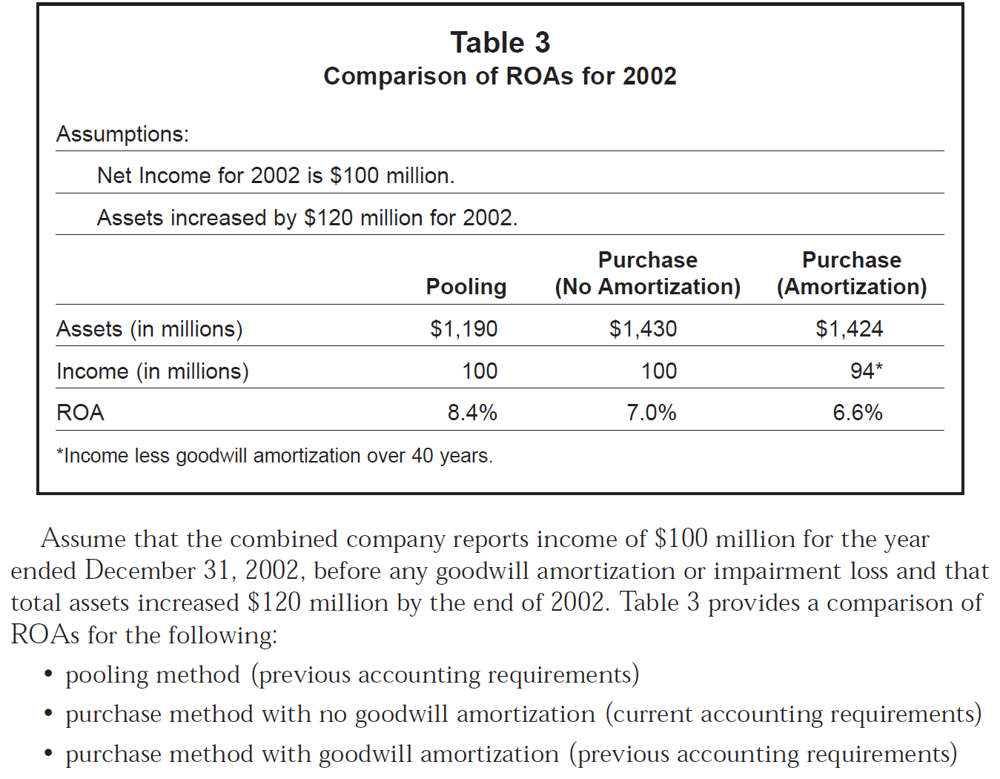 Table 3
Comparison of ROAs for 2002
Assumptions:
Net Income for 2002 is $100 million.
Assets increased by $120 million for 2002.
Purchase Purchase
Pooling (No Amortization) (Amortization)
Assets (in millions) $1,190 $1,430 $1,424
Income (in millions) 100 100 94*
ROA 8.4% 7.0% 6.6%
*Income less goodwill amortization over 40 years.
Assume that the combined company reports income of $100 million for the year
ended December 31, 2002, before any goodwill amortization or impairment loss and that
total assets increased $120 million by the end of 2002. Table 3 provides a comparison of
ROAs for the following:
• pooling method (previous accounting requirements)
• purchase method with no goodwill amortization (current accounting requirements)
• purchase method with goodwill amortization (previous accounting requirements)